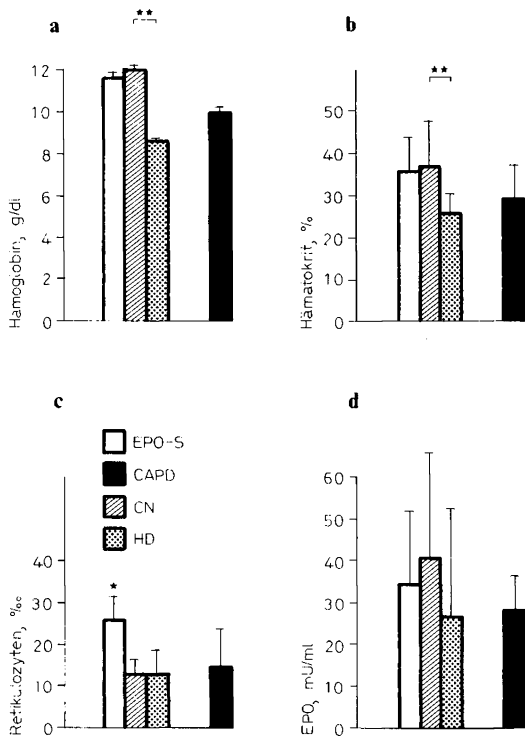 a
**
12
10
8
6
4
2
0
Hämoglobin, g/dl
b
**
50
40
30
20
10
0
Hämatokrit, %
c
EPO-S
CAPD
CN
HD
40
30
20
10
0
*
Retikulozyten, ‰
d
60
50
40
30
20
10
0
EPO, mU/ml